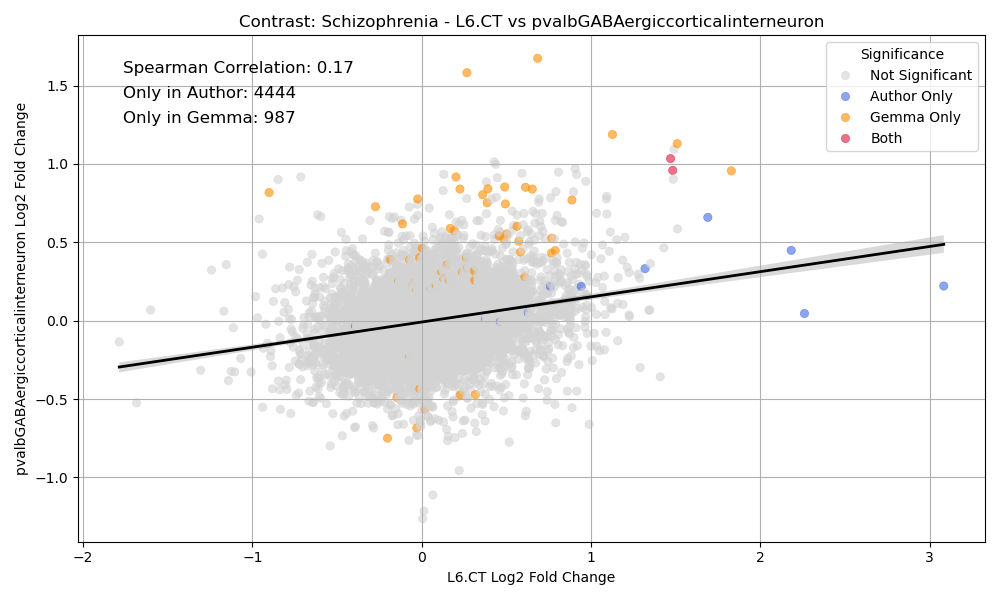 Contrast: Schizophrenia - L6.CT vs pvalbGABAergiccorticalinterneuron
Spearman Correlation: 0.17
Only in Author: 4444
Only in Gemma: 987
Significance
Not Significant
Author Only
Gemma Only
Both
pvalbGABAergiccorticalinterneuron Log2 Fold Change
1.5
1.0
0.5
0.0
−0.5
−1.0
−2
−1
0
1
2
3
L6.CT Log2 Fold Change